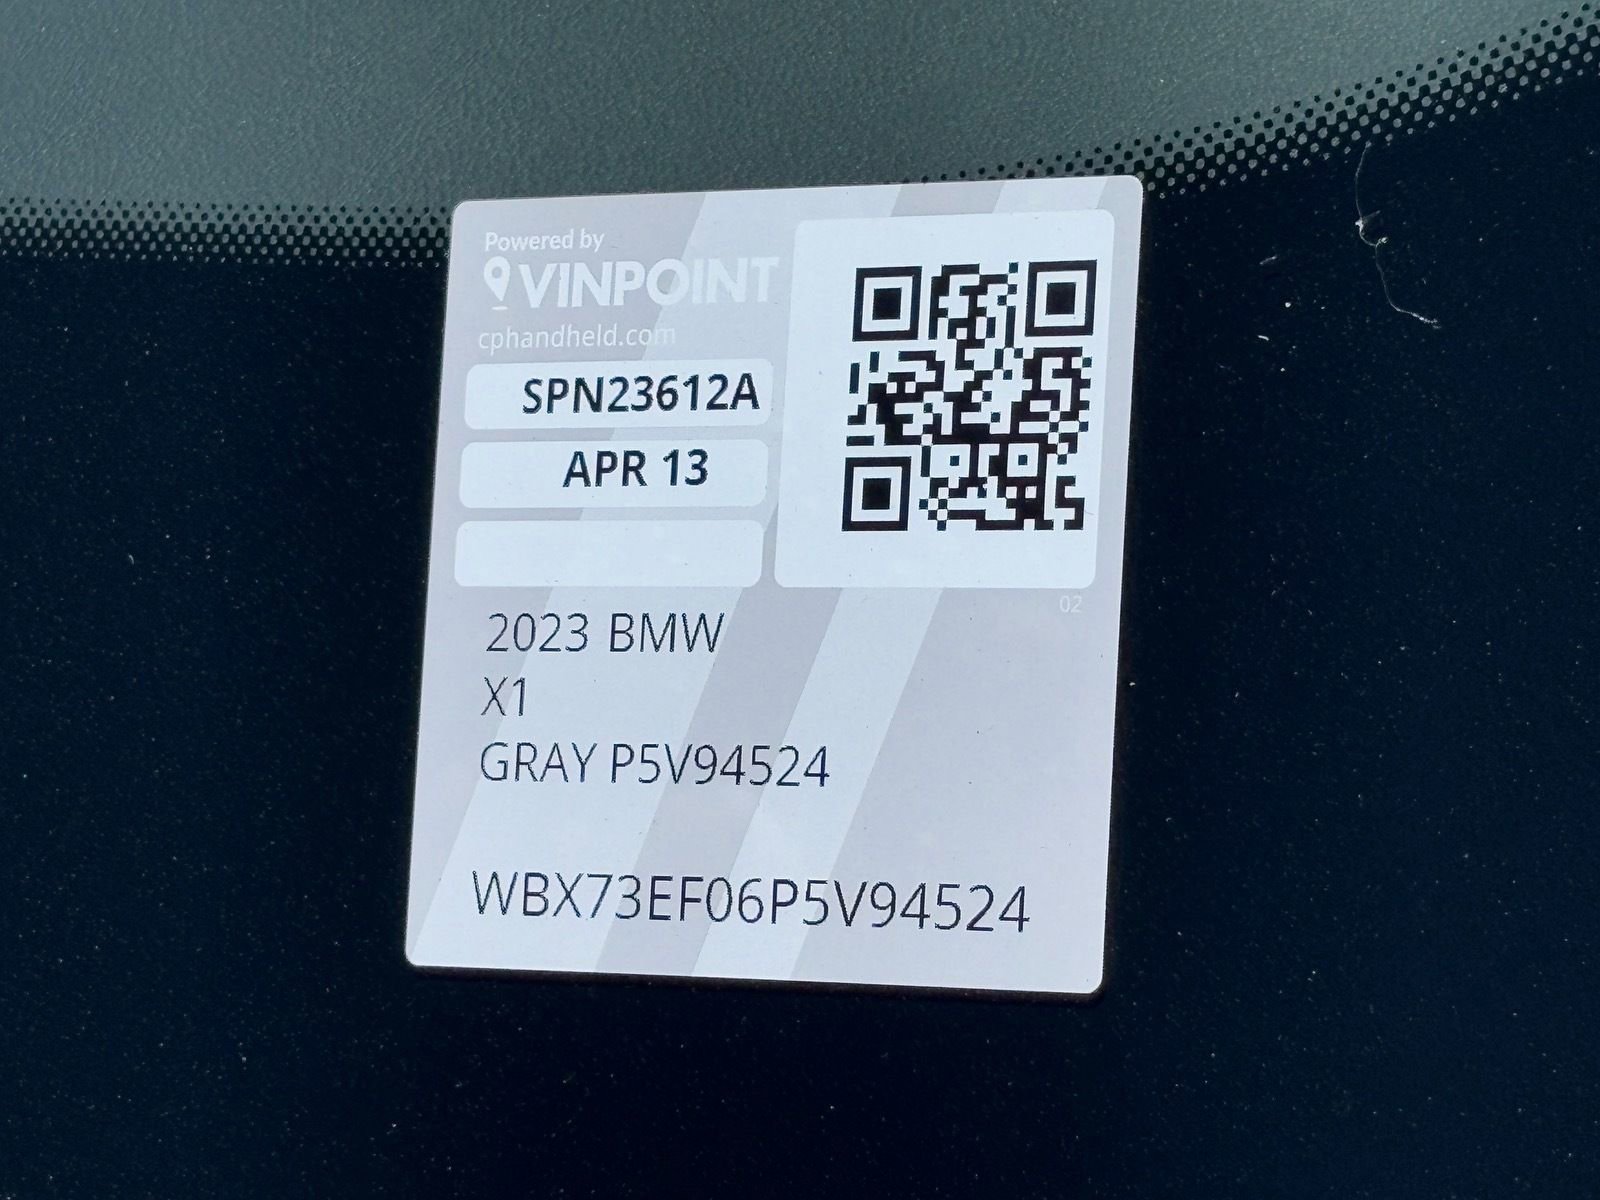 Powered by
VINPOINT
cphandheld.com
SPN23612A
APR 13
02
2023 BMW
X1
GRAY P5V94524
WBX73EF06P5V94524